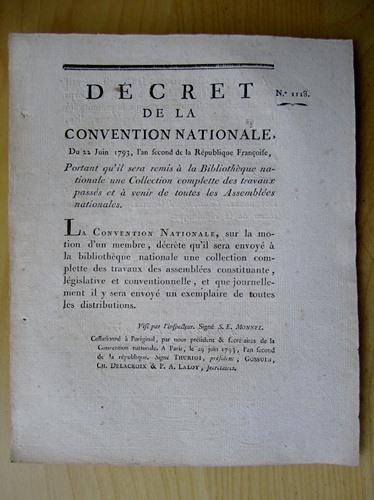 DÉCRET N.º 1118.
DE LA
CONVENTION NATIONALE,
Du 22 Juin 1793, l'an second de la République Françoise,
Portant qu'il sera remis à la Bibliothèque na-
tionale une Collection complette des travaux
passés et à venir de toutes les Assemblées
nationales.
LA CONVENTION NATIONALE, sur la mo-
tion d'un membre, décrète qu'il sera envoyé à
la bibliothèque nationale une collection com-
plette des travaux des assemblées constituante,
législative et conventionnelle, et que journelle-
ment il y sera envoyé un exemplaire de toutes
les distributions.
Visé par l'inspecteur. Signé S. E. MONNEL.
Collationné à l'original, par nous président & secrétaires de la
Convention nationale. A Paris, le 29 juin 1793, l'an second
de la république. Signé THURIOT, président; GOSSUIN,
CH. DELACROIX & P. A. LALOY, secrétaires.